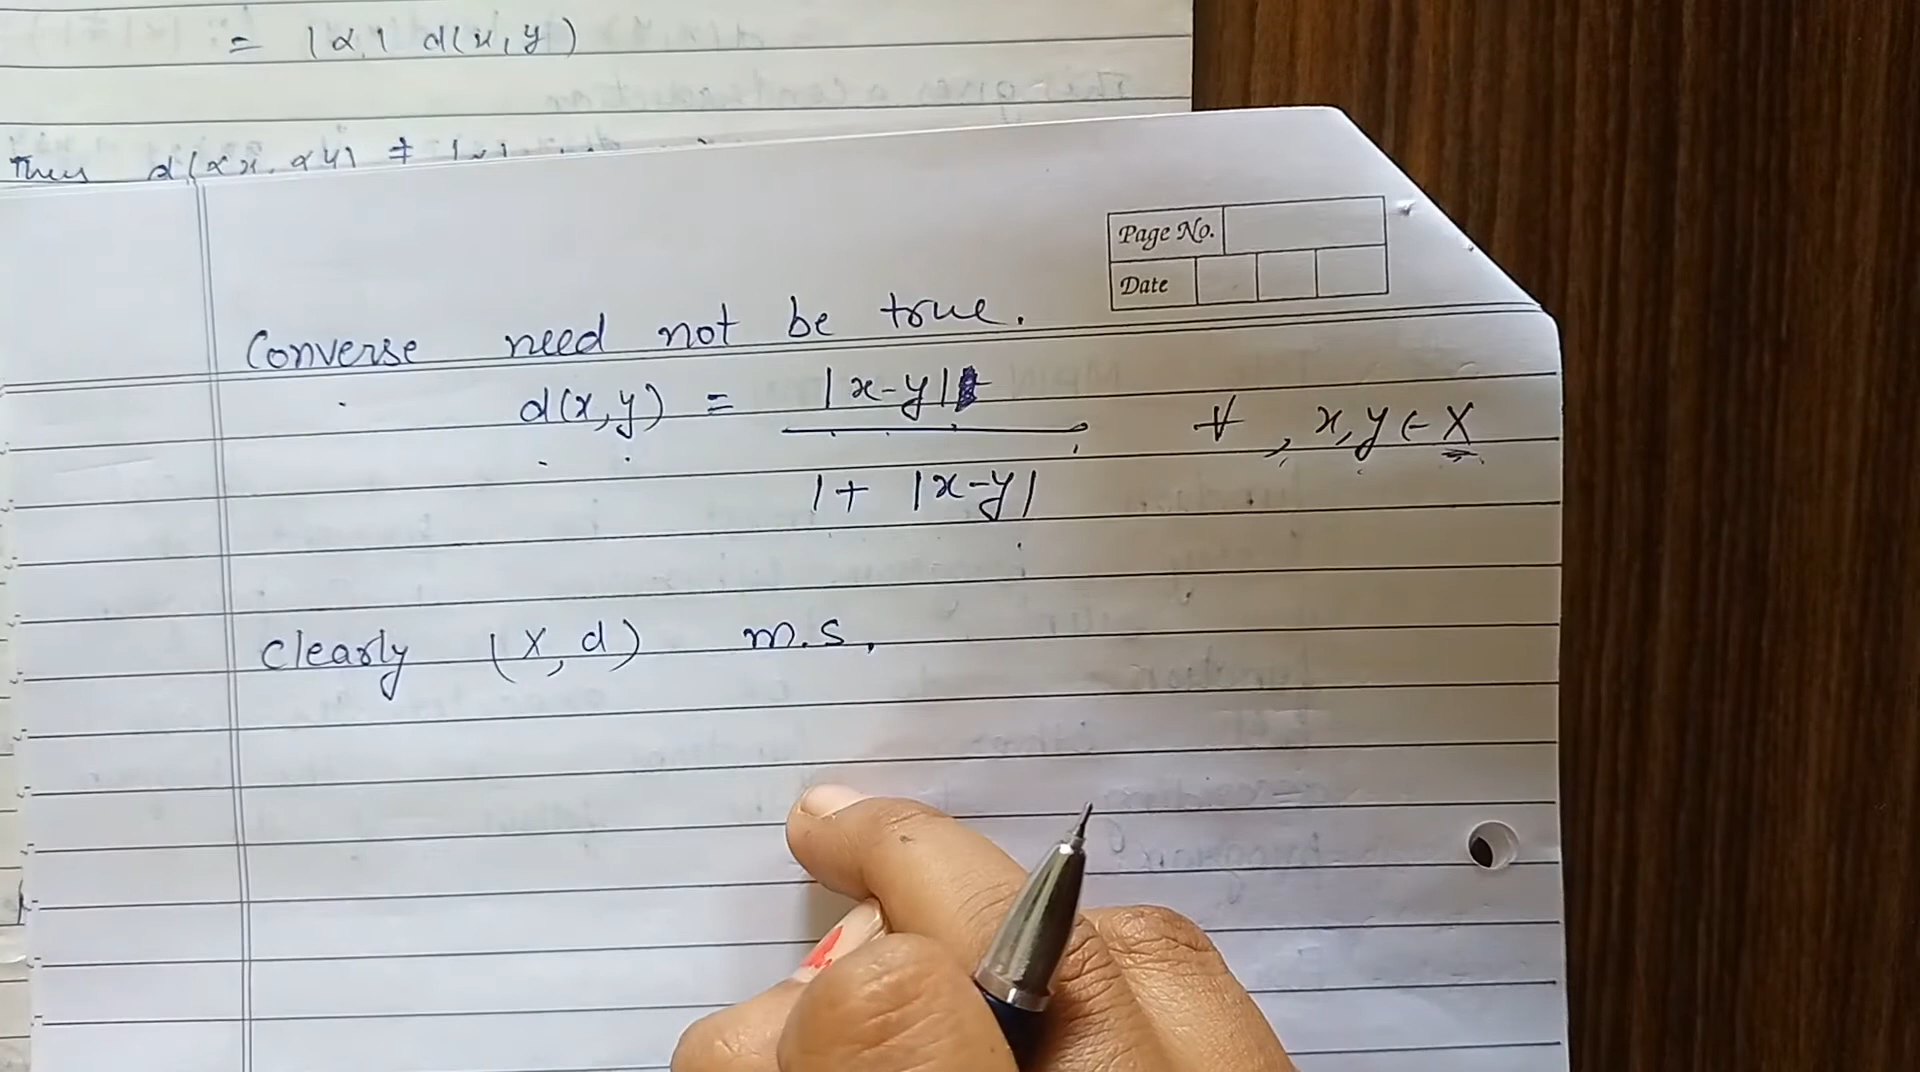 = |α| d(x, y)
Thus d(αx, αy) ≠
Page No.
Date
Converse need not be true.
d(x,y) = |x-y| / 1 + |x-y| ∀, x,y ∈ X
Clearly (X, d) m.s.